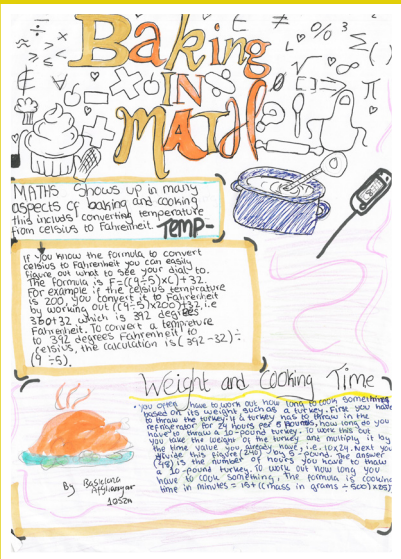 Baking
IN
MATH
MATHS Shows up in many
aspects of baking and cooking
this includs converting temperature
from celsius to Fahrenheit.
TEMP-
If you Know the formula to convert
celsius to Fahrenheit you can easily
figure out what to see your dial to.
The formula is F=((9÷5)×C)+32.
For example if the celsius temprature
is 200, you convert it to Fahrenheit
by working out ((9÷5)×200)+32 i.e
360+32 which is 392 degrees
Fahrenheit. To convert a tempreture
to 392 degrees Fahrenheit to
celsius, the calculation is (392-32)÷
(9÷5).
Weight and Cooking Time
You often have to work out how long to cook something
based on its weight such as a turkey. First you have
to thraw the turkey. if a turkey has to thraw in the
refrigerator for 24 hours per 5 pounds, how long do you
have to thraw a 10-pound turkey. To work this out
you take the weight of the turkey and multiply it by
the time value you already have, i.e. 10×24. Next you
divide this figure (240) by 5-pound. The answer
(48) is the number of hours you have to thaw
a 10-pound turkey. To work out how long you
have to cook something, The formula is cooking
time in minutes = 15+ ((mass in grams ÷500)×25)
By
10S2H